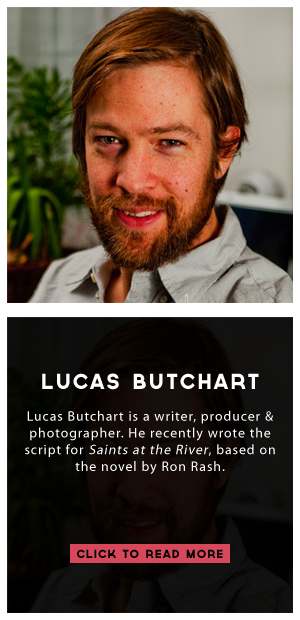 LUCAS BUTCHART
Lucas Butchart is a writer, producer &
photographer. He recently wrote the
script for Saints at the River, based on
the novel by Ron Rash.
CLICK TO READ MORE